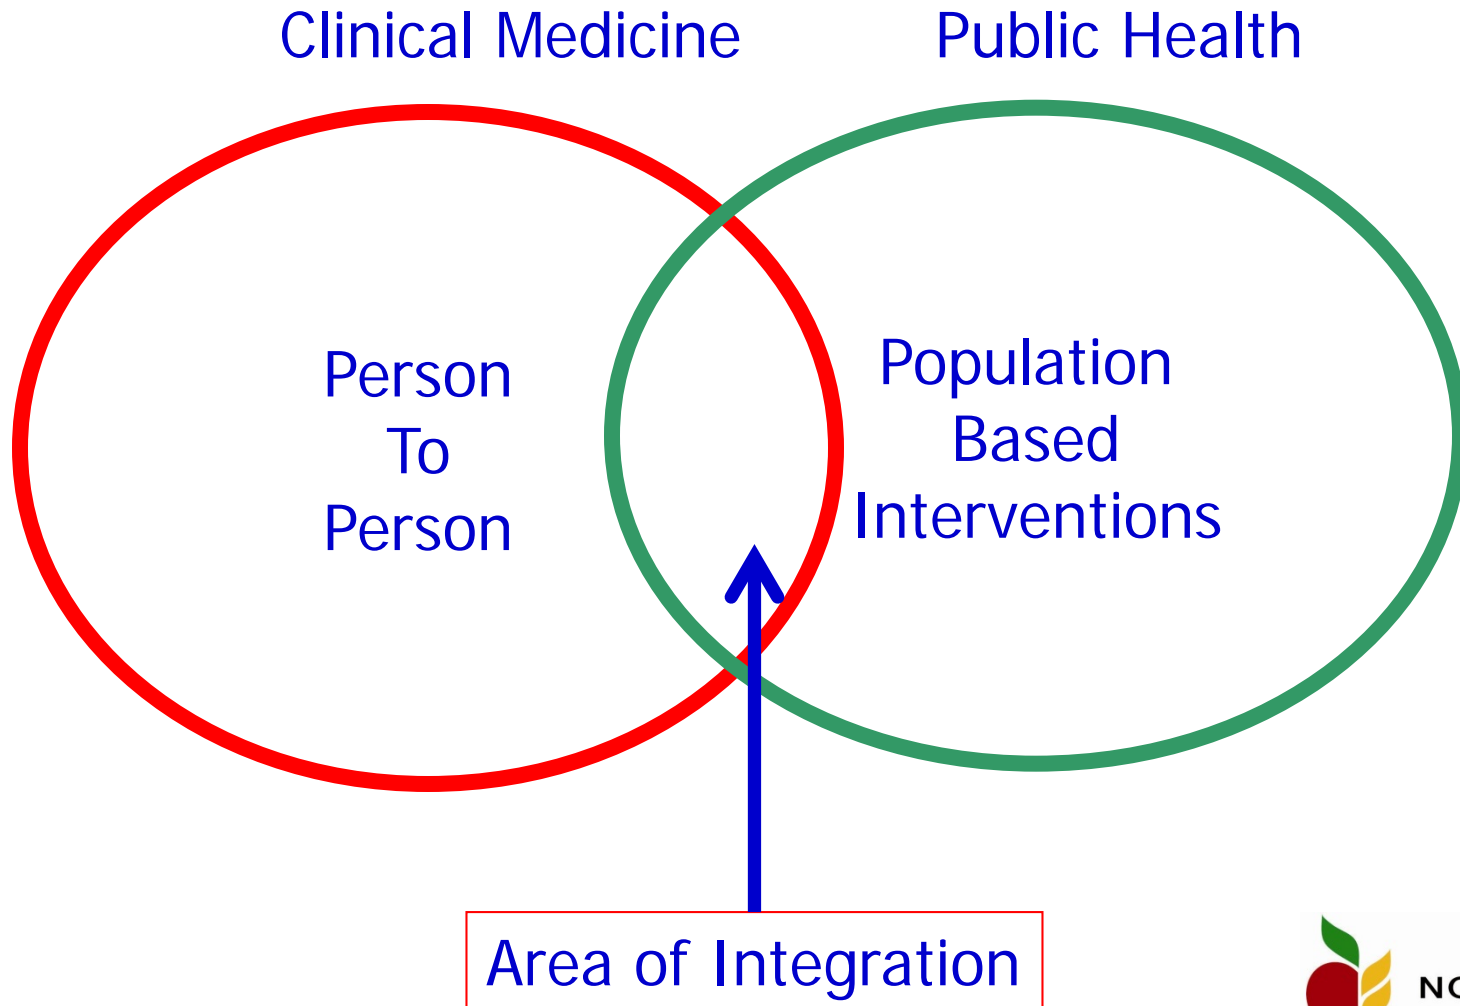 Clinical Medicine
Public Health
Person
To
Person
Population
Based
Interventions
Area of Integration